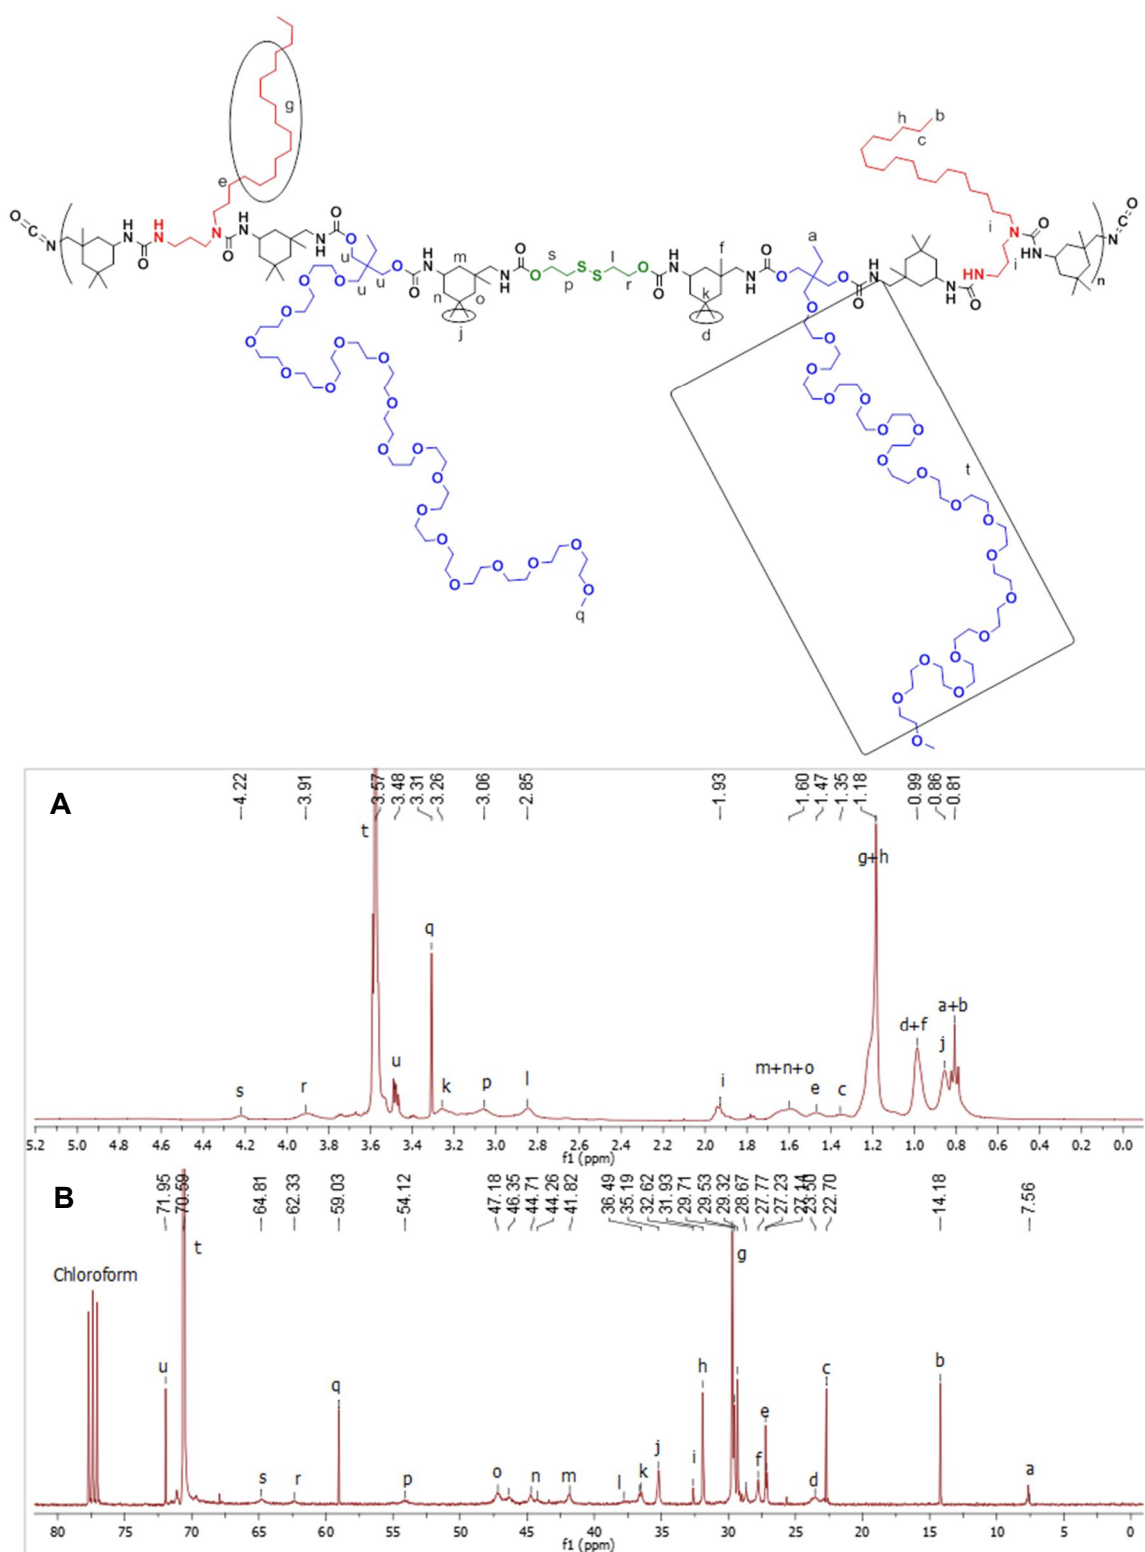 g
e
h
b
c
O
C
N
H
N
O
H
N
N
O
H
N
N
H
O
O
u
O
u
u
O
H
N
m
n
o
j
N
H
O
O
s
p
S
S
l
r
O
O
H
N
f
k
d
N
H
O
O
a
O
O
O
H
N
N
H
O
H
N
i
N
O
HN
i
n
N
C
O
t
q
A
4.22
3.91
3.57
3.48
3.31
3.26
3.06
2.85
1.93
1.60
1.47
1.35
1.18
0.99
0.86
0.81
t
g+h
q
a+b
d+f
j
u
m+n+o
s
r
k
p
l
i
e
c
5.2 5.0 4.8 4.6 4.4 4.2 4.0 3.8 3.6 3.4 3.2 3.0 2.8 2.6 2.4 2.2 2.0 1.8 1.6 1.4 1.2 1.0 0.8 0.6 0.4 0.2 0.0
f1 (ppm)
B
71.95
70.59
64.81
62.33
59.03
54.12
47.18
46.35
44.71
44.26
41.82
36.49
35.19
32.62
31.93
29.71
29.53
29.32
28.67
27.77
27.23
27.14
23.50
22.70
14.18
7.56
t
g
Chloroform
u
q
h
c
b
e
j
i
f
s
r
p
o
n
m
l
k
d
a
80 75 70 65 60 55 50 45 40 35 30 25 20 15 10 5 0
f1 (ppm)